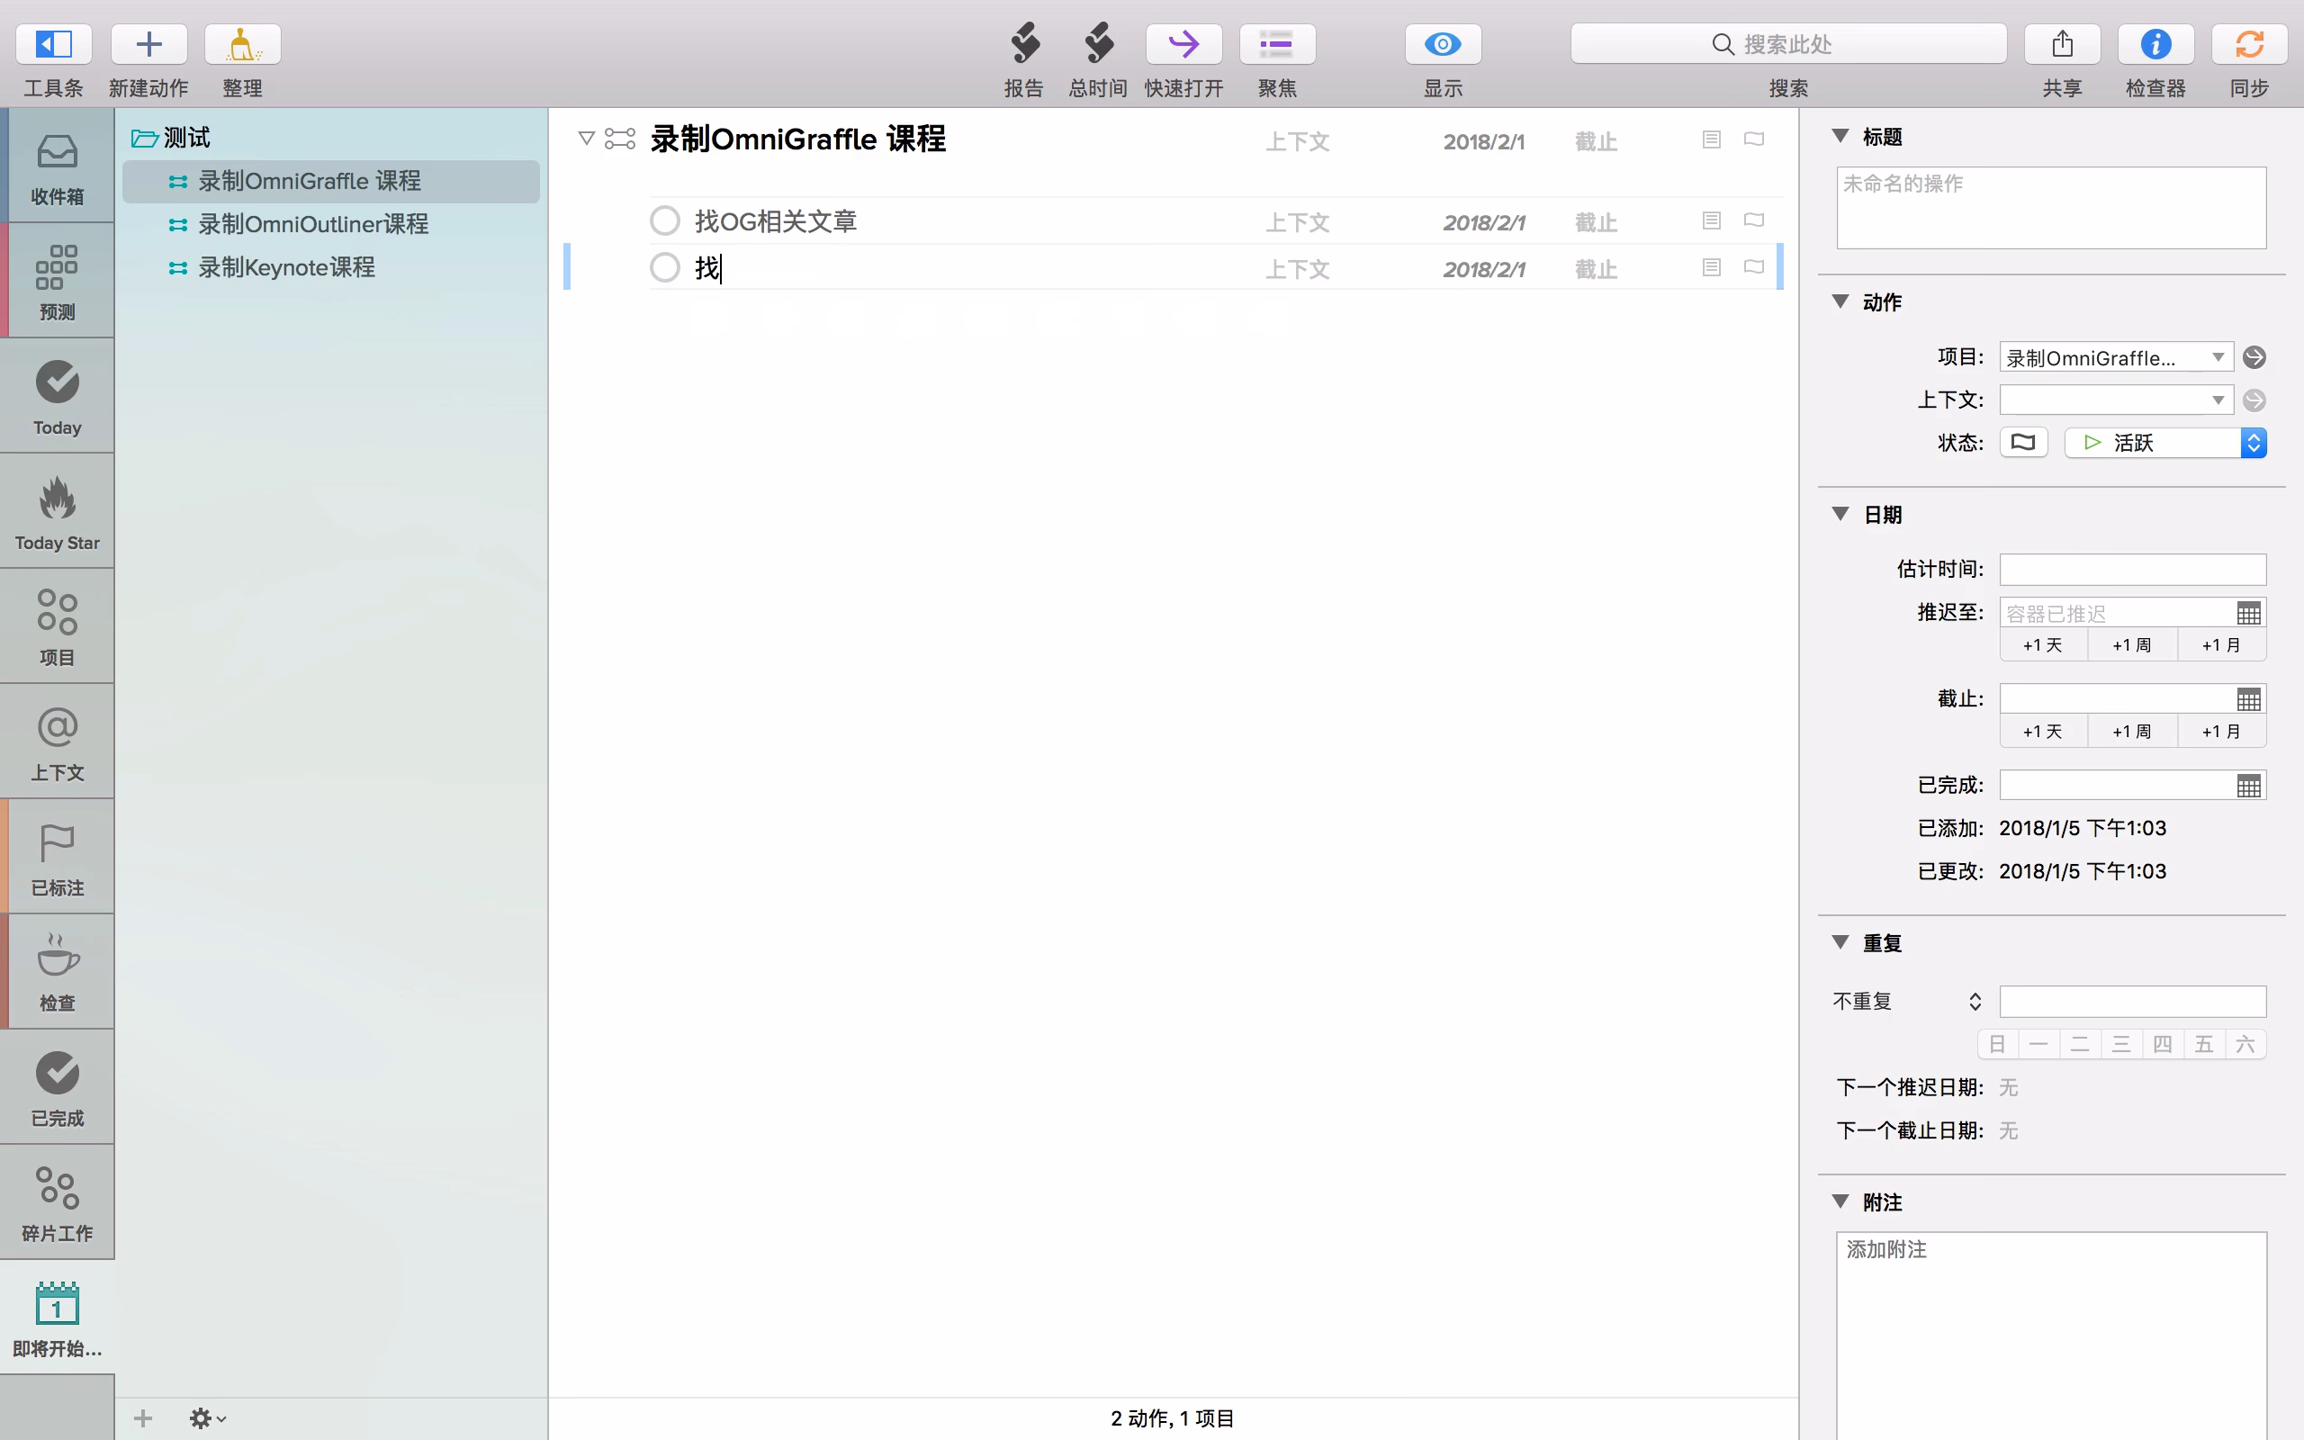 工具条
新建动作
整理
报告
总时间
快速打开
聚焦
显示
搜索此处
搜索
共享
检查器
同步
收件箱
预测
Today
Today Star
项目
上下文
已标注
检查
已完成
碎片工作
1
即将开始...
测试
录制OmniGraffle 课程
录制OmniOutliner课程
录制Keynote课程
录制OmniGraffle 课程 上下文 2018/2/1 截止
找OG相关文章 上下文 2018/2/1 截止
找 上下文 2018/2/1 截止
2 动作, 1 项目
标题
未命名的操作
动作
项目: 录制OmniGraffle...
上下文:
状态: 活跃
日期
估计时间:
推迟至: 容器已推迟
+1 天 +1 周 +1 月
截止:
+1 天 +1 周 +1 月
已完成:
已添加: 2018/1/5 下午1:03
已更改: 2018/1/5 下午1:03
重复
不重复
日 一 二 三 四 五 六
下一个推迟日期: 无
下一个截止日期: 无
附注
添加附注